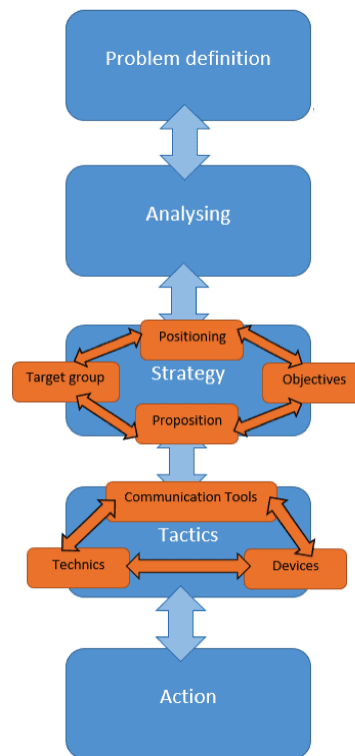 Problem definition
Analysing
Positioning
Target group
Strategy
Objectives
Proposition
Communication Tools
Tactics
Technics
Devices
Action